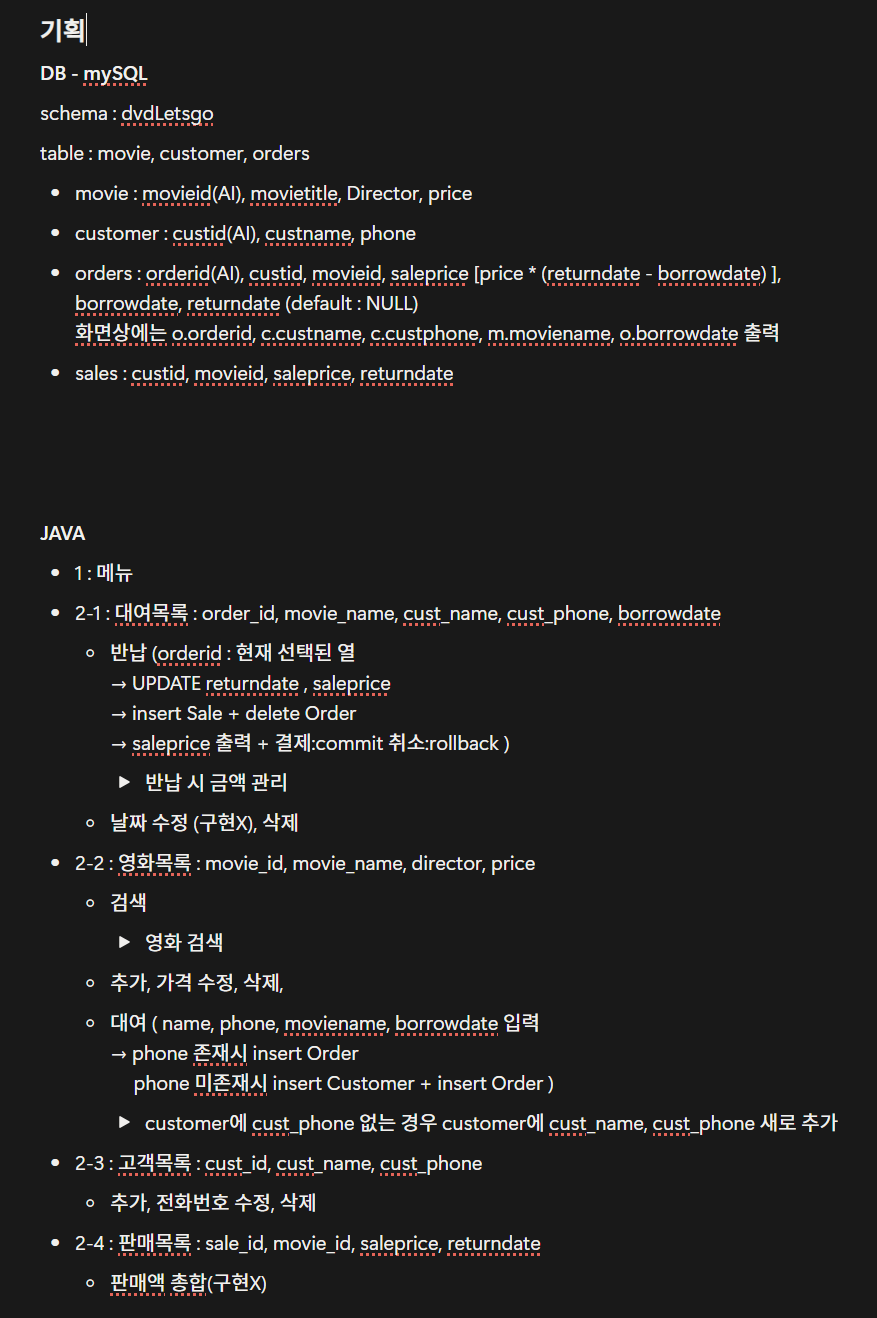 기획
DB - mySQL
schema : dvdLetsgo
table : movie, customer, orders
• movie : movieid(AI), movietitle, Director, price
• customer : custid(AI), custname, phone
• orders : orderid(AI), custid, movieid, saleprice [price * (returndate - borrowdate) ],
borrowdate, returndate (default : NULL)
화면상에는 o.orderid, c.custname, c.custphone, m.moviename, o.borrowdate 출력
• sales : custid, movieid, saleprice, returndate
JAVA
• 1 : 메뉴
• 2-1 : 대여목록 : order_id, movie_name, cust_name, cust_phone, borrowdate
◦ 반납 (orderid : 현재 선택된 열
→ UPDATE returndate , saleprice
→ insert Sale + delete Order
→ saleprice 출력 + 결제:commit 취소:rollback )
▶ 반납 시 금액 관리
◦ 날짜 수정 (구현X), 삭제
• 2-2 : 영화목록 : movie_id, movie_name, director, price
◦ 검색
▶ 영화 검색
◦ 추가, 가격 수정, 삭제,
◦ 대여 ( name, phone, moviename, borrowdate 입력
→ phone 존재시 insert Order
phone 미존재시 insert Customer + insert Order )
▶ customer에 cust_phone 없는 경우 customer에 cust_name, cust_phone 새로 추가
• 2-3 : 고객목록 : cust_id, cust_name, cust_phone
◦ 추가, 전화번호 수정, 삭제
• 2-4 : 판매목록 : sale_id, movie_id, saleprice, returndate
◦ 판매액 총합(구현X)